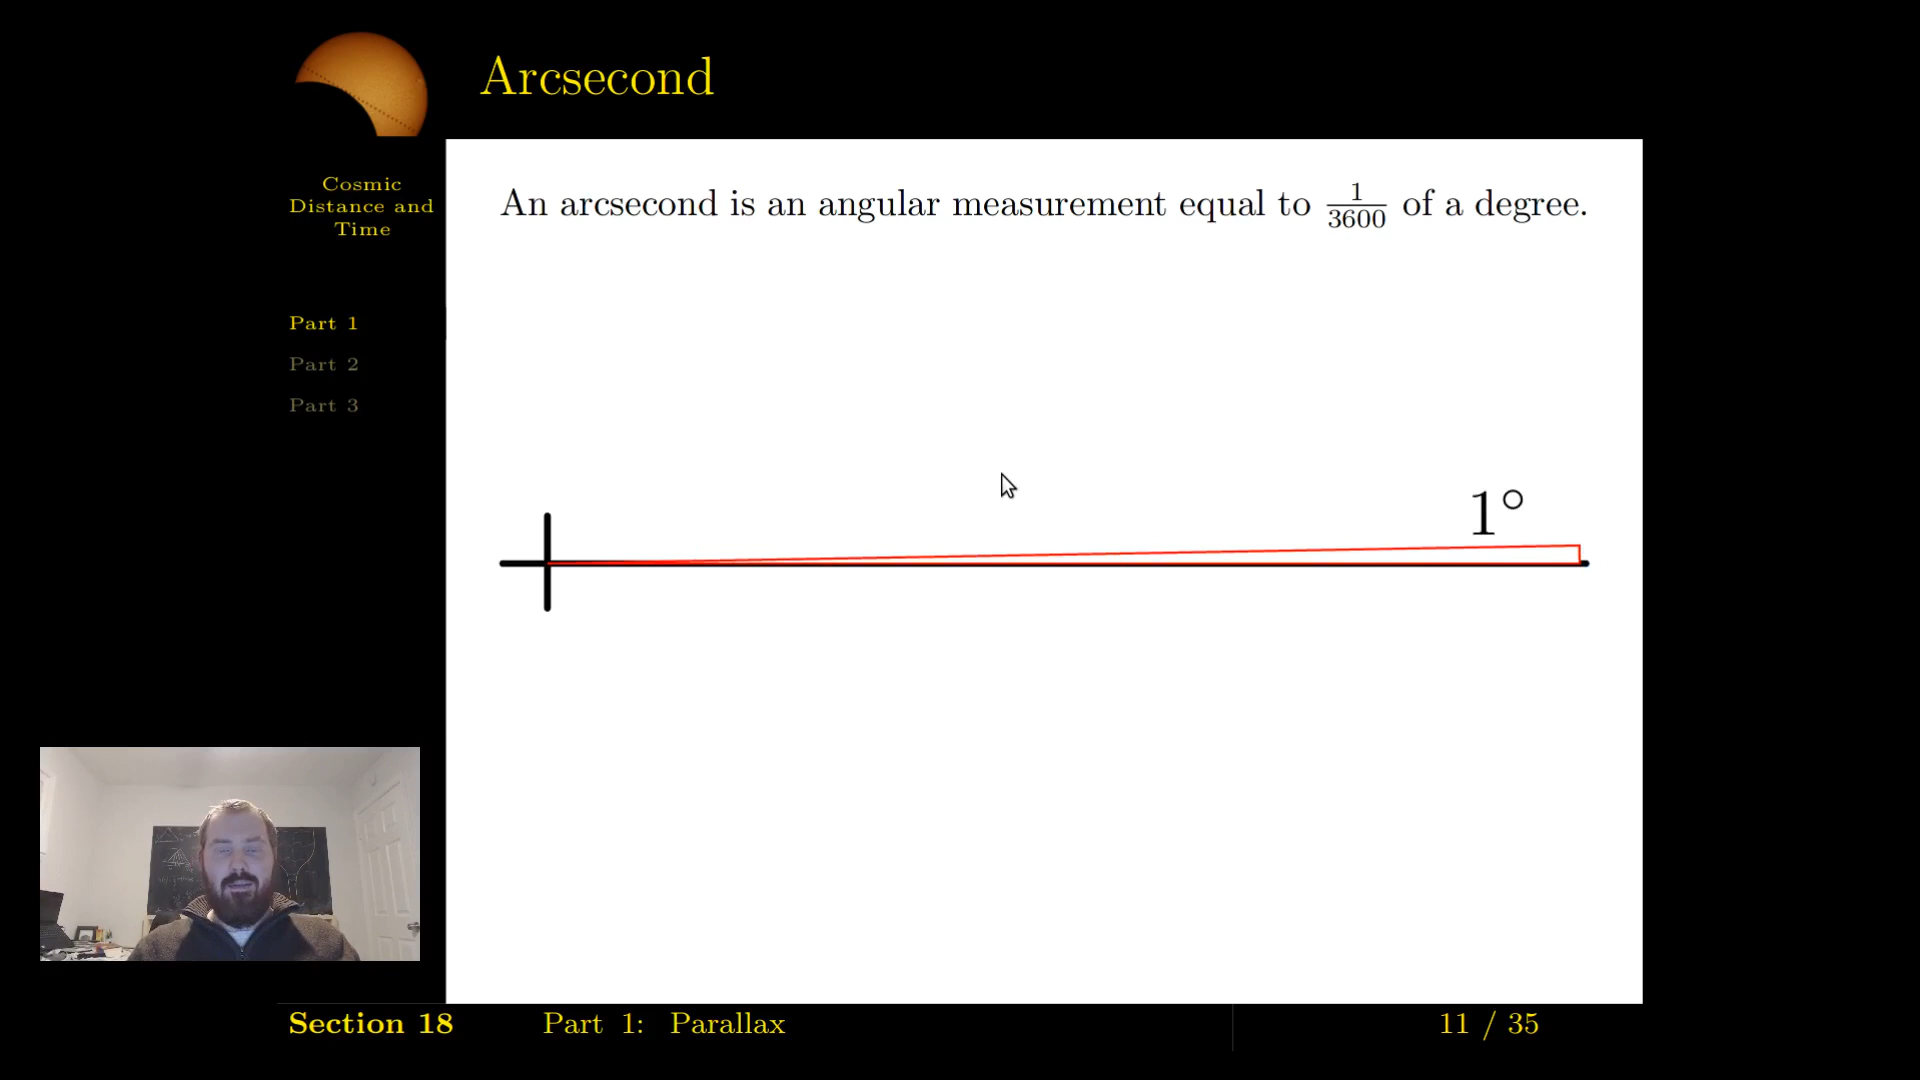 Arcsecond
Cosmic
Distance and
Time
Part 1
Part 2
Part 3
An arcsecond is an angular measurement equal to 1/3600 of a degree.
1°
Section 18 Part 1: Parallax 11 / 35